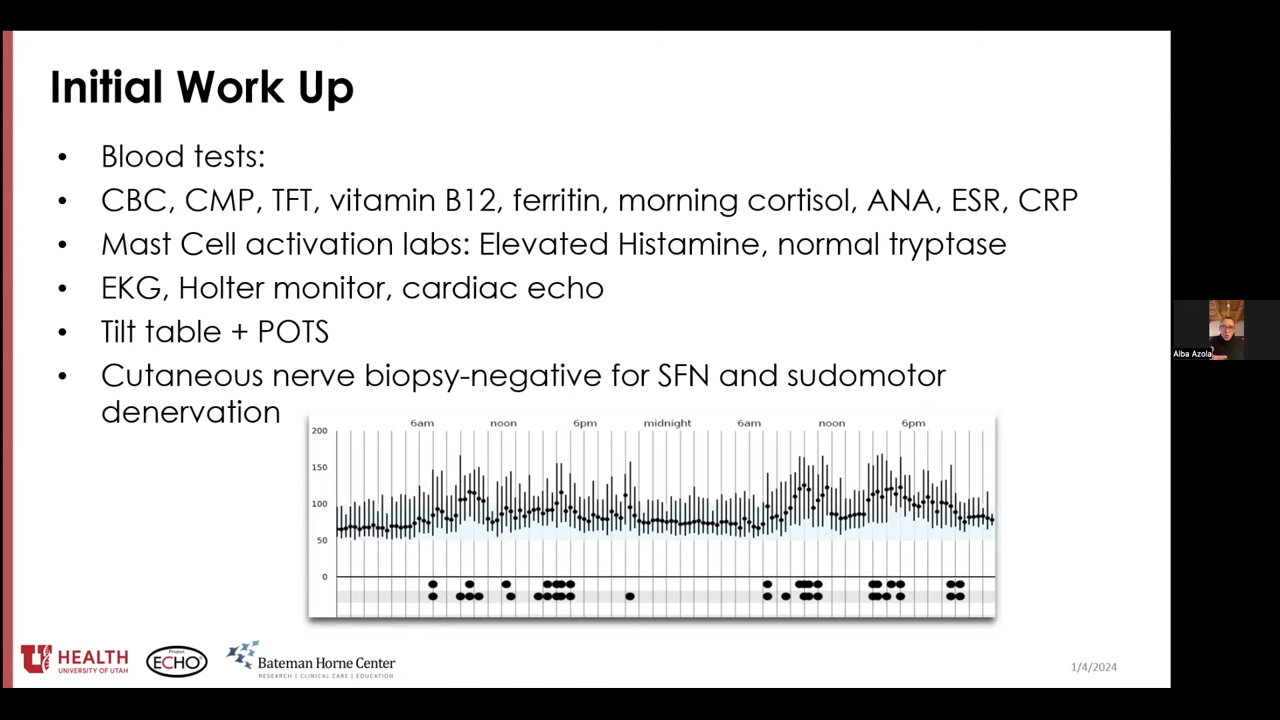 Initial Work Up
• Blood tests:
• CBC, CMP, TFT, vitamin B12, ferritin, morning cortisol, ANA, ESR, CRP
• Mast Cell activation labs: Elevated Histamine, normal tryptase
• EKG, Holter monitor, cardiac echo
• Tilt table + POTS
• Cutaneous nerve biopsy-negative for SFN and sudomotor
denervation
6am noon 6pm midnight 6am noon 6pm
200
150
100
50
0
Alba Azola
U HEALTH
UNIVERSITY OF UTAH
Project
ECHO
Bateman Horne Center
RESEARCH | CLINICAL CARE | EDUCATION
1/4/2024